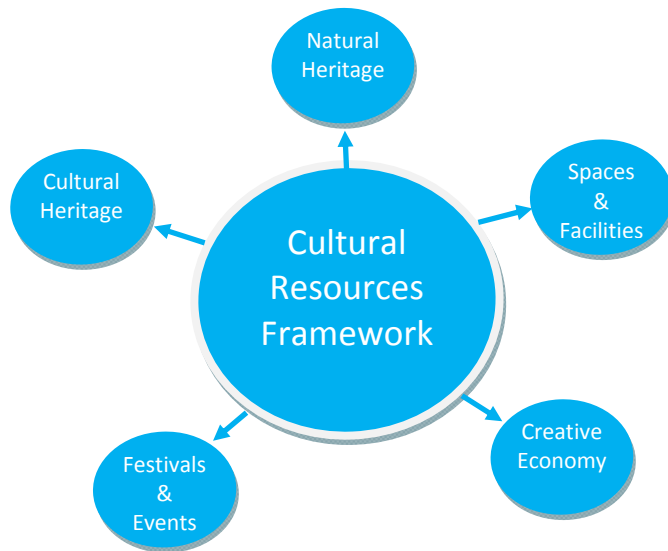 Natural
Heritage
Cultural
Heritage
Spaces
&
Facilities
Cultural
Resources
Framework
Creative
Economy
Festivals
&
Events